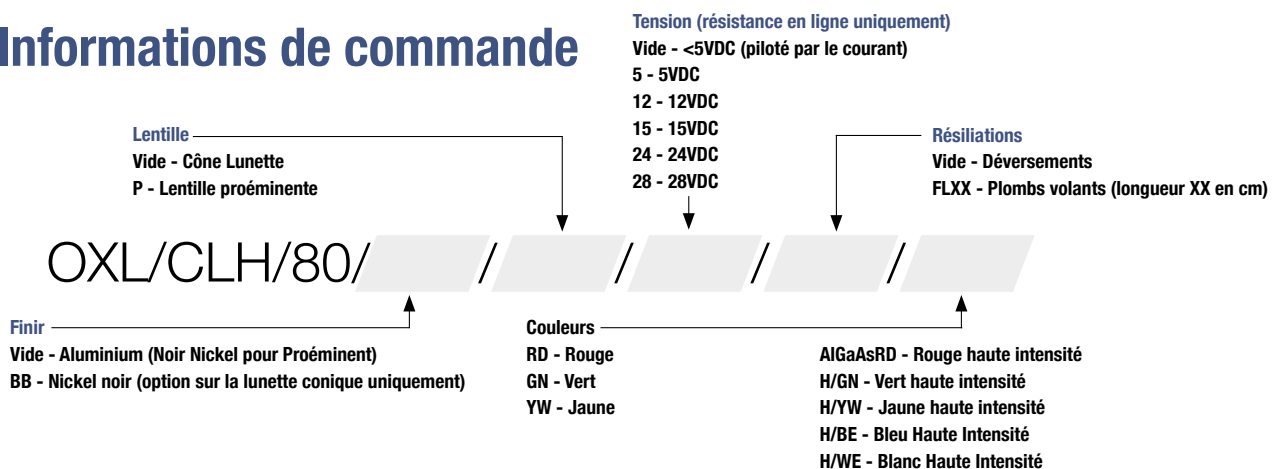 Informations de commande
Tension (résistance en ligne uniquement)
Vide - <5VDC (piloté par le courant)
5 - 5VDC
12 - 12VDC
15 - 15VDC
24 - 24VDC
28 - 28VDC
Lentille
Vide - Cône Lunette
P - Lentille proéminente
Résiliations
Vide - Déversements
FLXX - Plombs volants (longueur XX en cm)
OXL/CLH/80/ / / / /
Finir
Vide - Aluminium (Noir Nickel pour Proéminent)
BB - Nickel noir (option sur la lunette conique uniquement)
Couleurs
RD - Rouge
GN - Vert
YW - Jaune
AlGaAsRD - Rouge haute intensité
H/GN - Vert haute intensité
H/YW - Jaune haute intensité
H/BE - Bleu Haute Intensité
H/WE - Blanc Haute Intensité